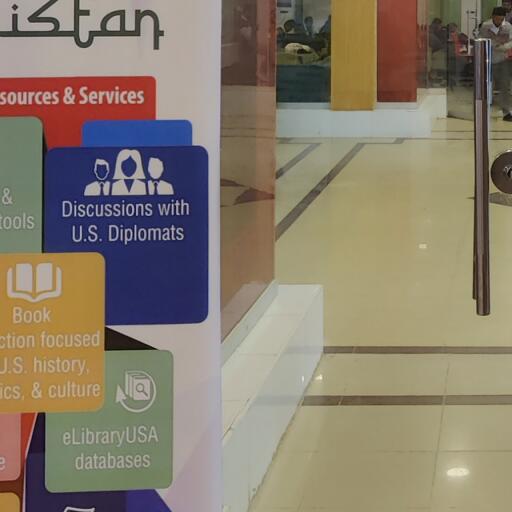 istan
sources & Services
Discussions with
U.S. Diplomats
&
tools
Book
ction focused
U.S. history,
ics, & culture
eLibraryUSA
databases
e